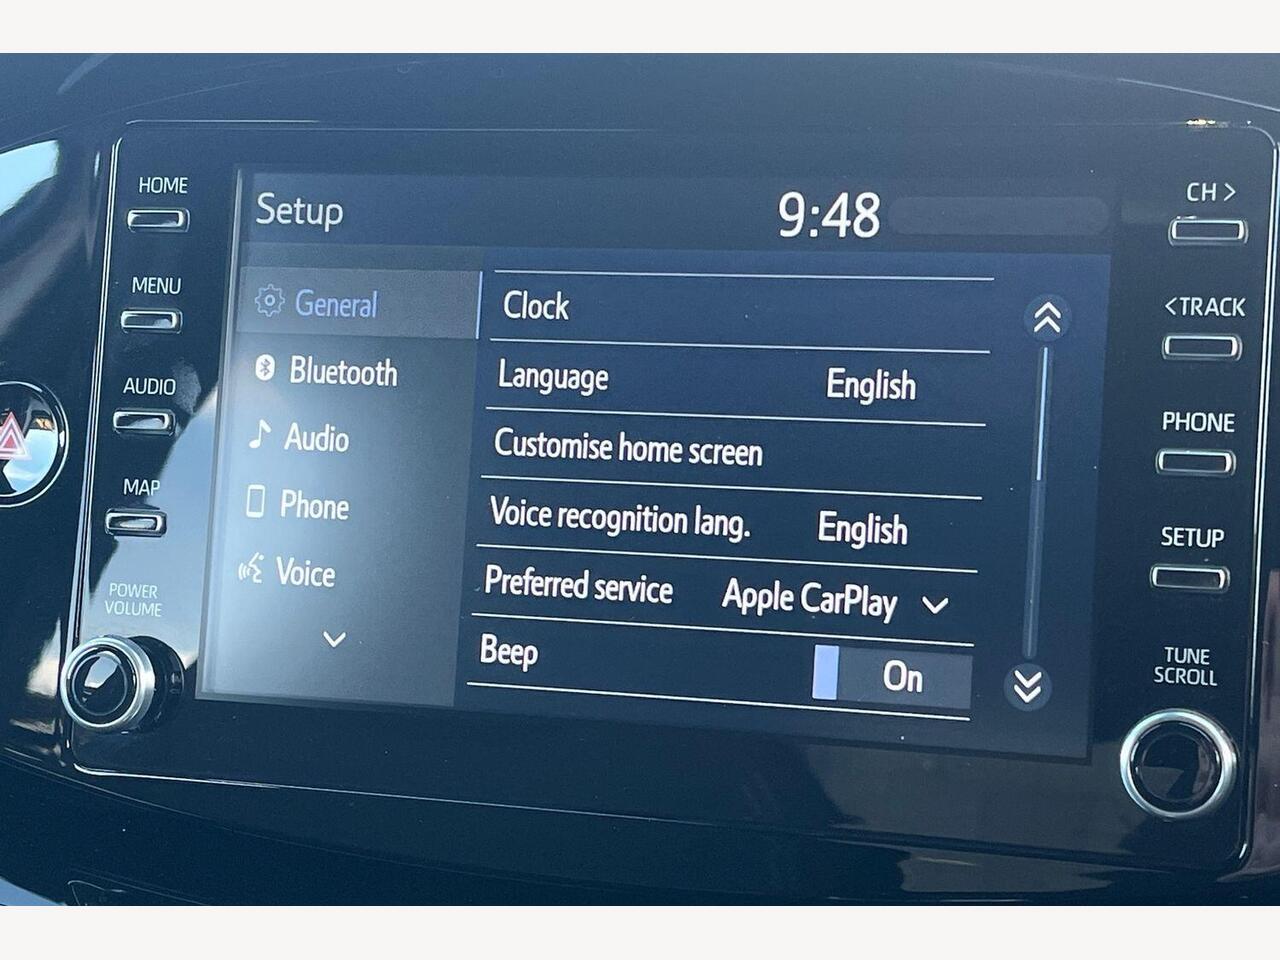 HOME
MENU
AUDIO
MAP
POWER
VOLUME
Setup 9:48
General
Bluetooth
Audio
Phone
Voice
Clock
Language English
Customise home screen
Voice recognition lang. English
Preferred service Apple CarPlay
Beep On
CH >
<TRACK
PHONE
SETUP
TUNE
SCROLL